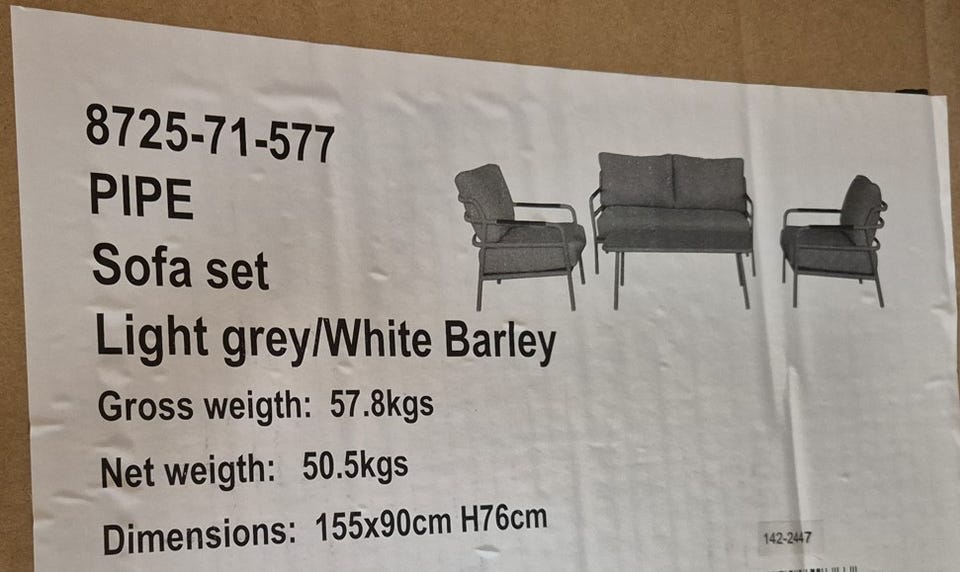 8725-71-577
PIPE
Sofa set
Light grey/White Barley
Gross weigth: 57.8kgs
Net weigth: 50.5kgs
Dimensions: 155x90cm H76cm
142-2447